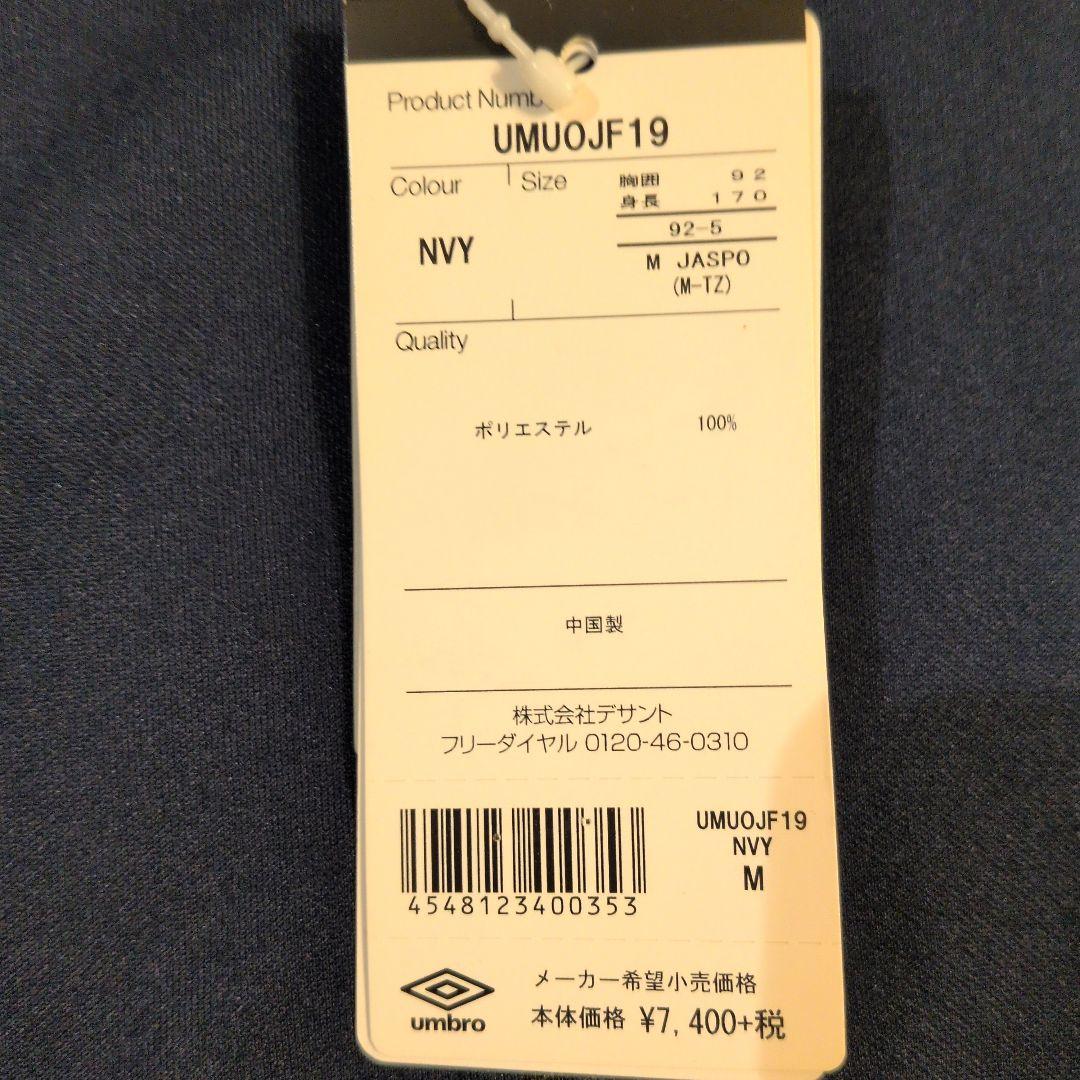 Product Numb
UMUOJF19
Colour
Size
胸囲 92
身長 170
92-5
NVY
M JASPO
(M-TZ)
Quality
ポリエステル 100%
中国製
株式会社デサント
フリーダイヤル 0120-46-0310
UMUOJF19
NVY
M
4548123400353
メーカー希望小売価格
本体価格 ¥7,400+税
umbro